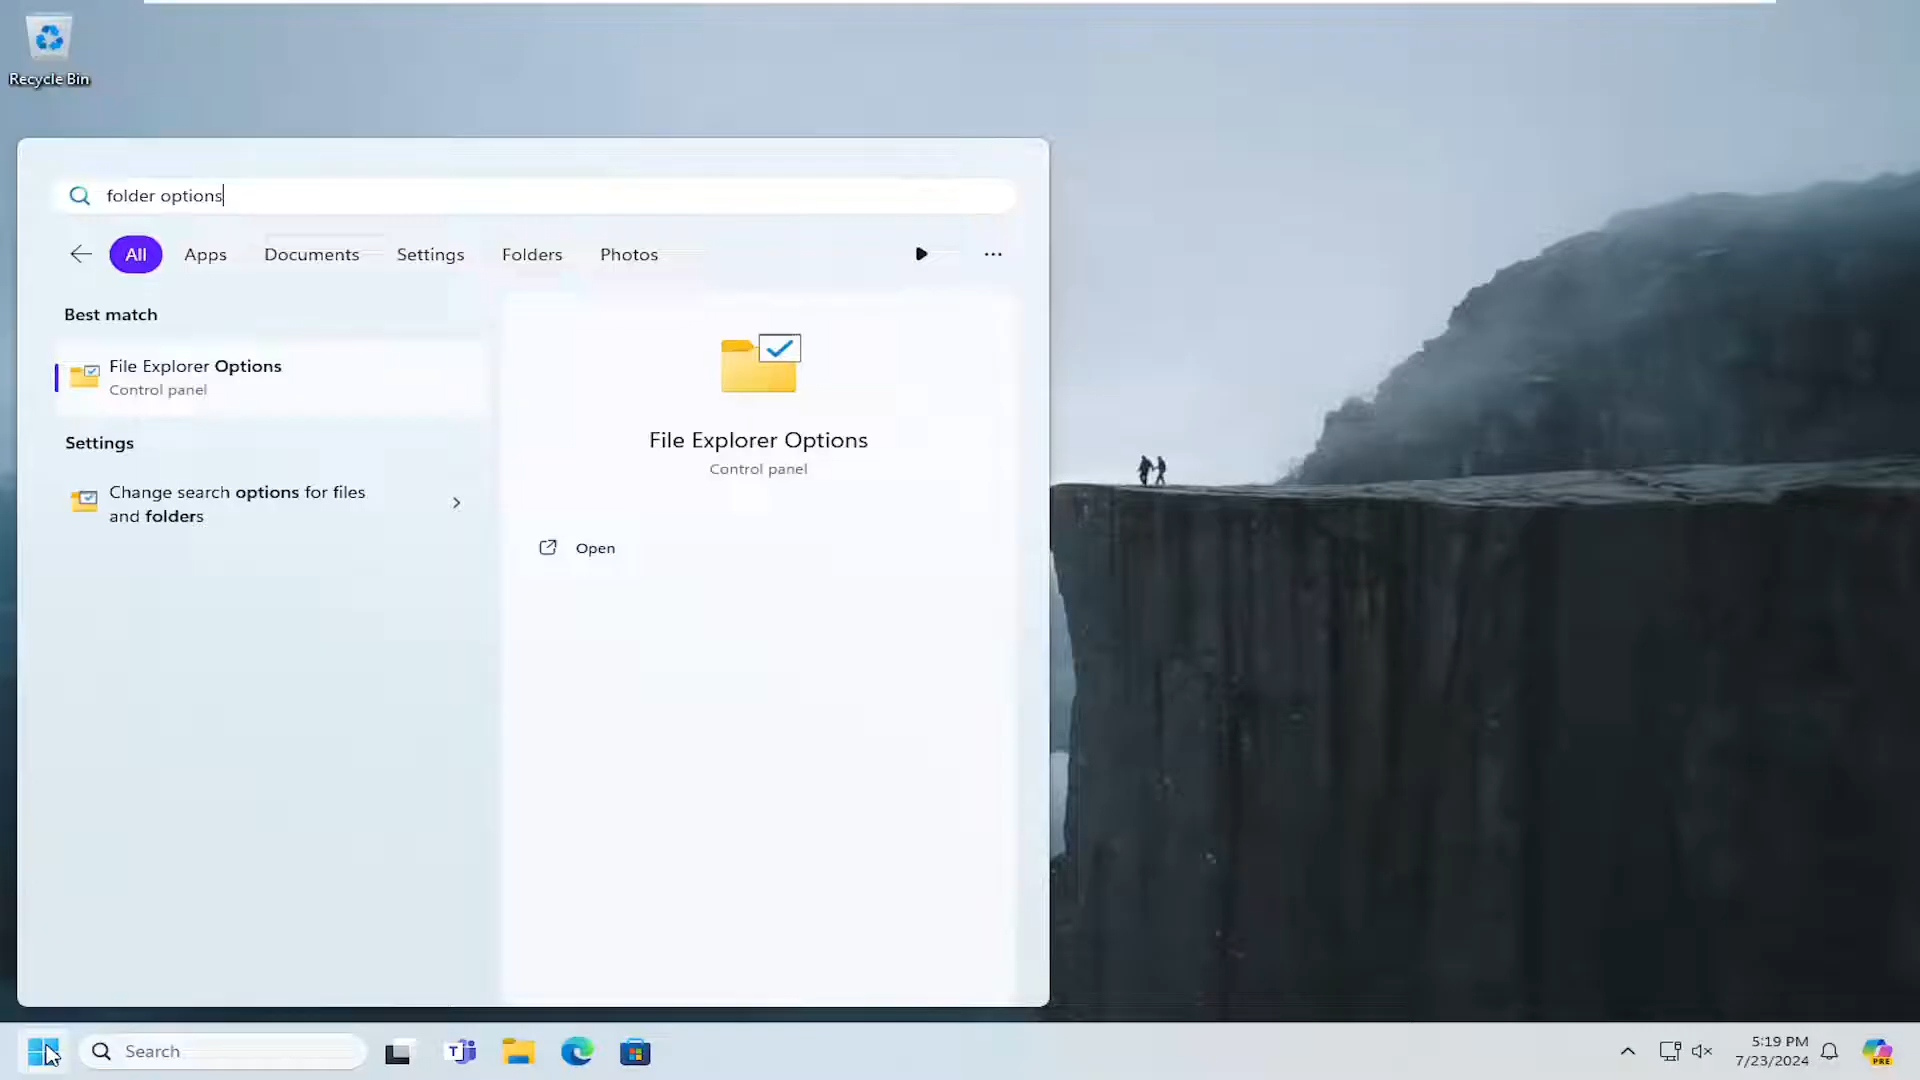 Recycle Bin
folder options
All
Apps
Documents
Settings
Folders
Photos
Best match
File Explorer Options
Control panel
Settings
Change search options for files
and folders
File Explorer Options
Control panel
Open
Search
T
5:19 PM
7/23/2024
PRE